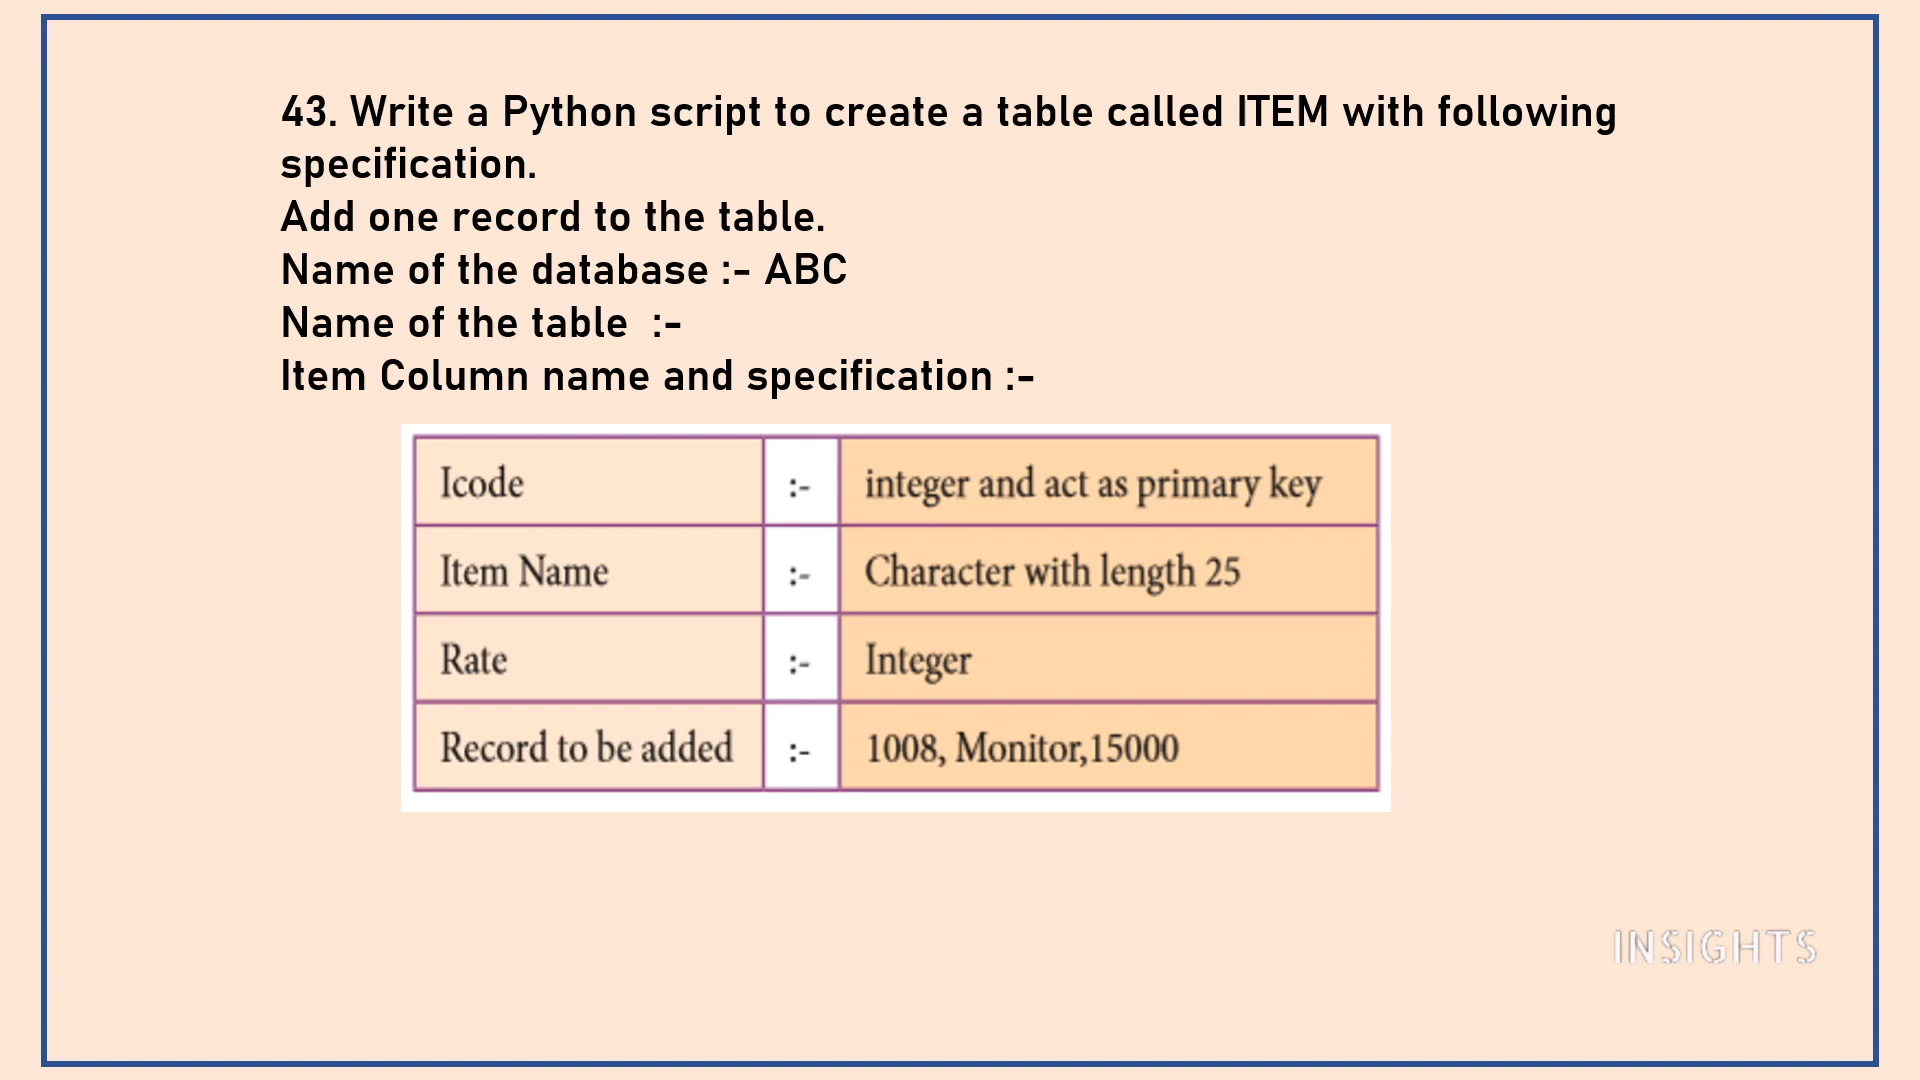 43. Write a Python script to create a table called ITEM with following
specification.
Add one record to the table.
Name of the database :- ABC
Name of the table  :-
Item Column name and specification :-
Icode :- integer and act as primary key
Item Name :- Character with length 25
Rate :- Integer
Record to be added :- 1008, Monitor,15000
INSIGHTS